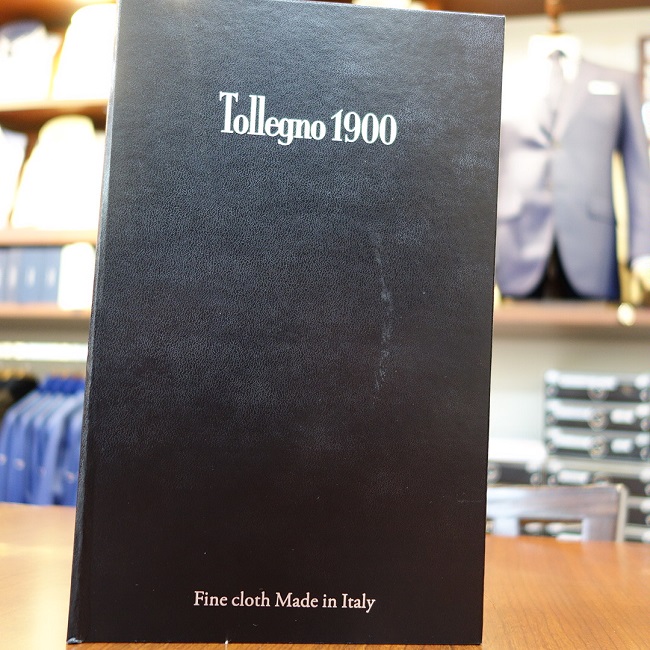 Tollegno 1900
Fine cloth Made in Italy